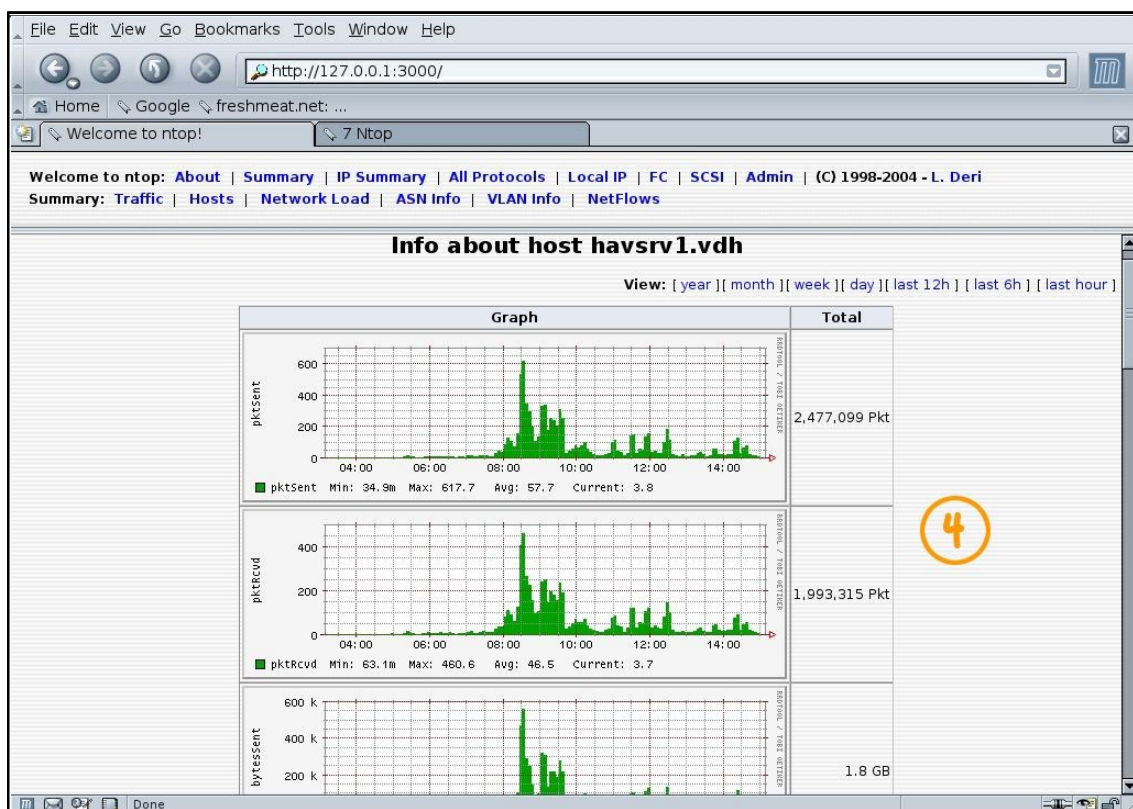 File Edit View Go Bookmarks Tools Window Help
http://127.0.0.1:3000/
Home Google freshmeat.net: ...
Welcome to ntop! 7 Ntop
Welcome to ntop: About | Summary | IP Summary | All Protocols | Local IP | FC | SCSI | Admin | (C) 1998-2004 - L. Deri
Summary: Traffic | Hosts | Network Load | ASN Info | VLAN Info | NetFlows
Info about host havsrv1.vdh
View: [ year ][ month ][ week ][ day ][ last 12h ] [ last 6h ] [ last hour ]
Graph Total
pktSent
600
400
200
0
04:00 06:00 08:00 10:00 12:00 14:00
pktSent Min: 34.9m Max: 617.7 Avg: 57.7 Current: 3.8
RRDTOOL / TOBI OETIKER
2,477,099 Pkt
pktRcvd
400
200
0
04:00 06:00 08:00 10:00 12:00 14:00
pktRcvd Min: 63.1m Max: 460.6 Avg: 46.5 Current: 3.7
RRDTOOL / TOBI OETIKER
1,993,315 Pkt
4
bytesSent
600 k
400 k
200 k
RRDTOOL / TOBI OETIKER
1.8 GB
Done